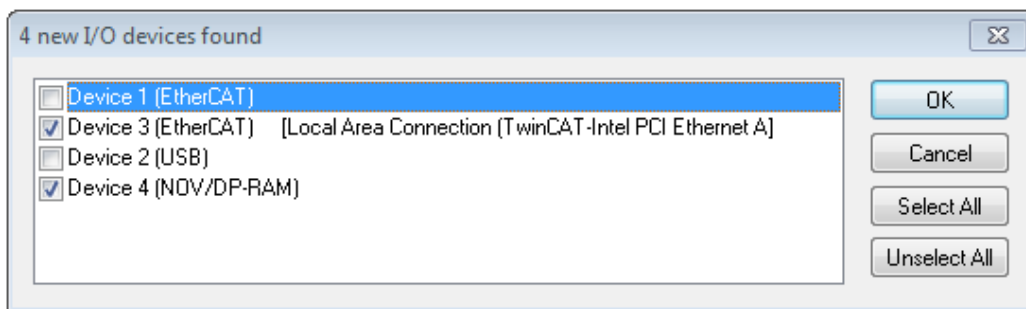 4 new I/O devices found
Device 1 (EtherCAT)
Device 3 (EtherCAT) [Local Area Connection (TwinCAT-Intel PCI Ethernet A]
Device 2 (USB)
Device 4 (NOV/DP-RAM)
OK
Cancel
Select All
Unselect All